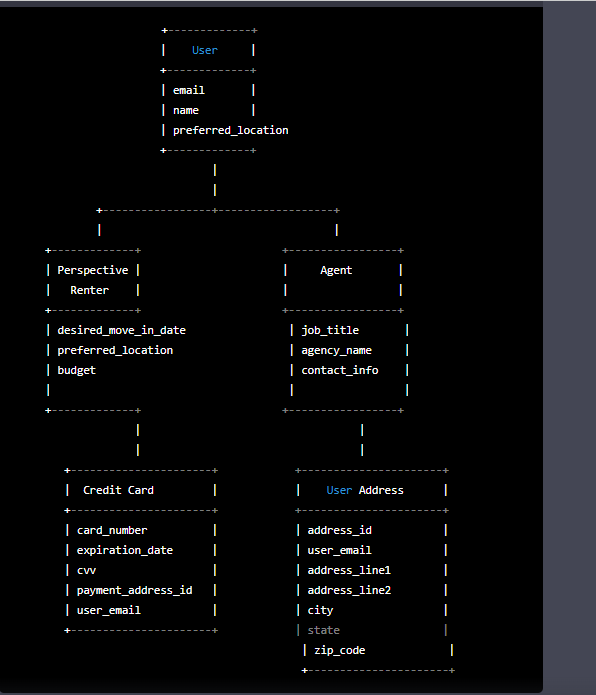 User
email
name
preferred_location
Perspective Agent
Renter
desired_move_in_date job_title
preferred_location agency_name
budget contact_info
Credit Card User Address
card_number address_id
expiration_date user_email
cvv address_line1
payment_address_id address_line2
user_email city
state
zip_code